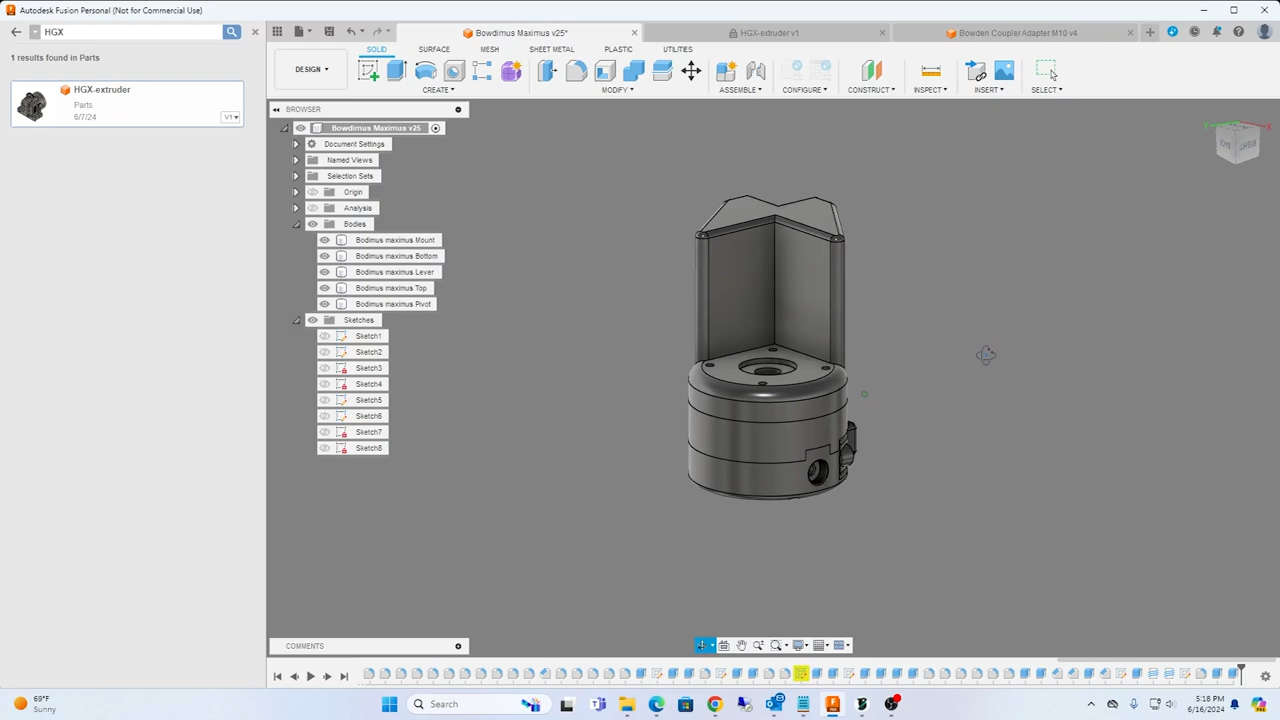 Autodesk Fusion Personal (Not for Commercial Use)
HGX
Bowdimus Maximus v25*
HGX-extruder v1
Bowden Coupler Adapter M10 v4
SOLID
SURFACE
MESH
SHEET METAL
PLASTIC
UTILITIES
1 results found in Parts
DESIGN
CREATE
MODIFY
ASSEMBLE
CONFIGURE
CONSTRUCT
INSPECT
INSERT
SELECT
HGX-extruder
Parts
6/7/24
V1
BROWSER
Bowdimus Maximus v25
Document Settings
Named Views
Selection Sets
Origin
Analysis
Bodies
Bodimus maximus Mount
Bodimus maximus Bottom
Bodimus maximus Lever
Bodimus maximus Top
Bodimus maximus Pivot
Sketches
Sketch1
Sketch2
Sketch3
Sketch4
Sketch5
Sketch6
Sketch7
Sketch8
COMMENTS
69°F
Sunny
Search
5:18 PM
6/16/2024